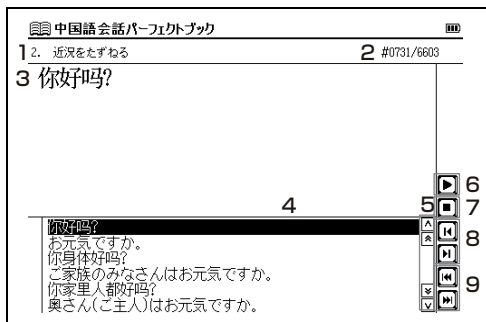 中国語会話パーフェクトブック
1 2. 近況をたずねる 2 #0731/6603
3 你好吗?
4
5
6
7
8
9
你好吗?
お元気ですか。
你身体好吗?
ご家族のみなさんはお元気ですか。
你家里人都好吗?
奥さん(ご主人)はお元気ですか。